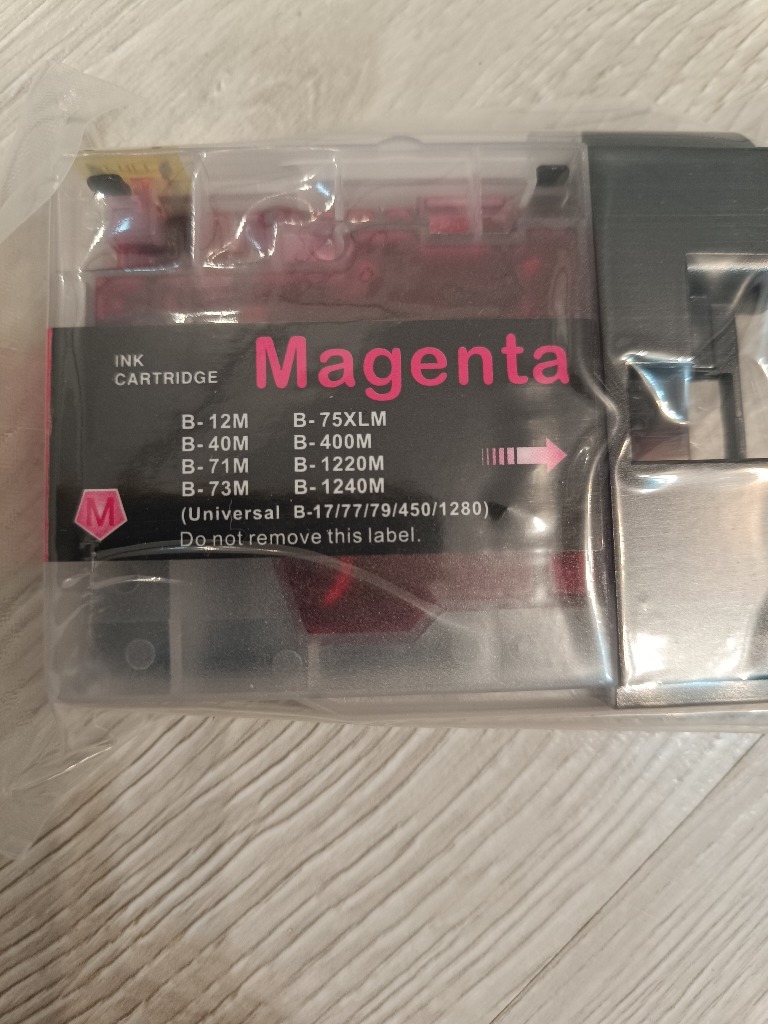 INK
CARTRIDGE
Magenta
B-12M B-75XLM
B-40M B-400M
B-71M B-1220M
B-73M B-1240M
(Universal B-17/77/79/450/1280)
Do not remove this label.
M